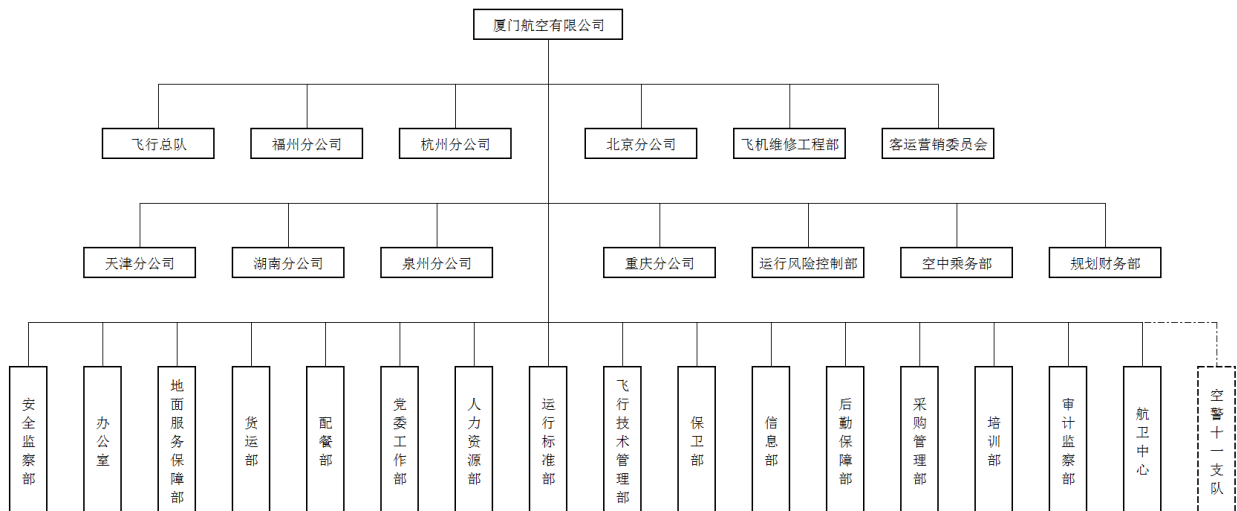 厦门航空有限公司
飞行总队
福州分公司
杭州分公司
北京分公司
飞机维修工程部
客运营销委员会
天津分公司
湖南分公司
泉州分公司
重庆分公司
运行风险控制部
空中乘务部
规划财务部
安全监察部
办公室
地面服务保障部
货运部
配餐部
党委工作部
人力资源部
运行标准部
飞行技术管理部
保卫部
信息部
后勤保障部
采购管理部
培训部
审计监察部
航卫中心
空警十一支队